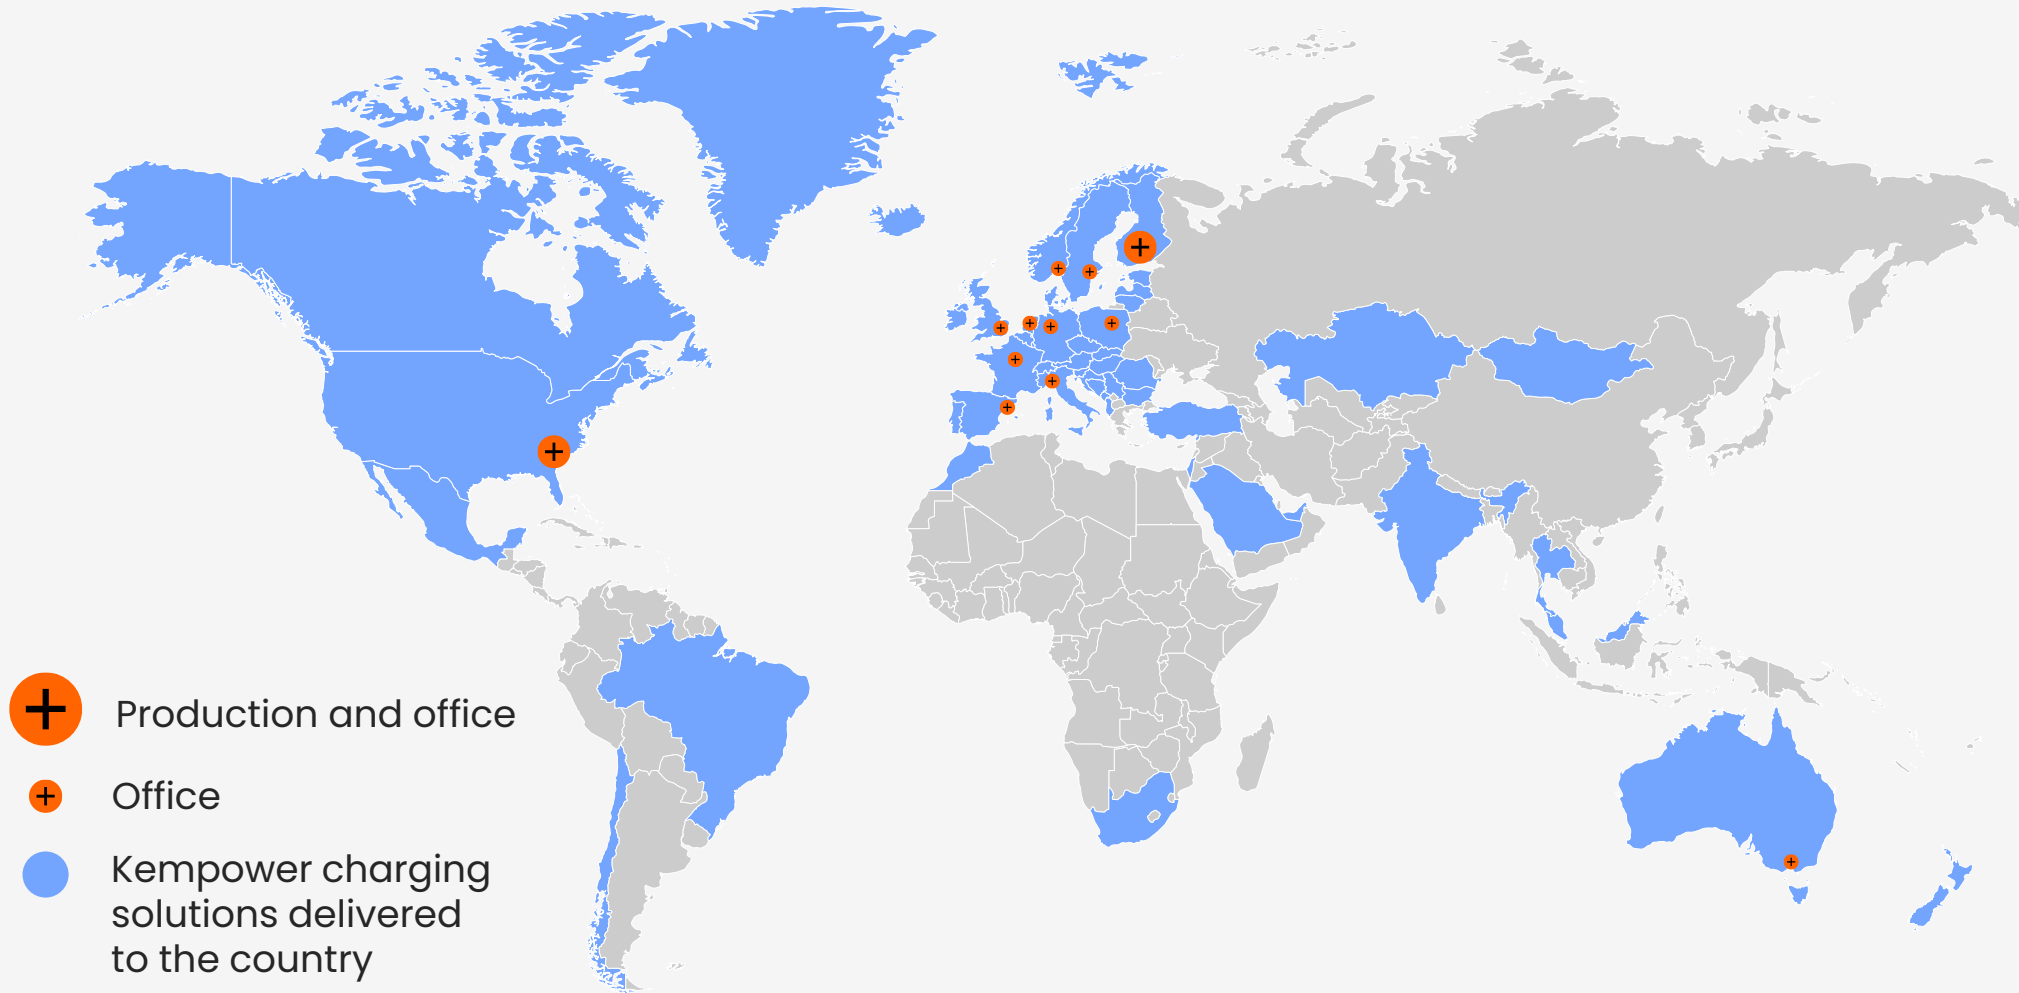 Production and office
Office
Kempower charging
solutions delivered
to the country